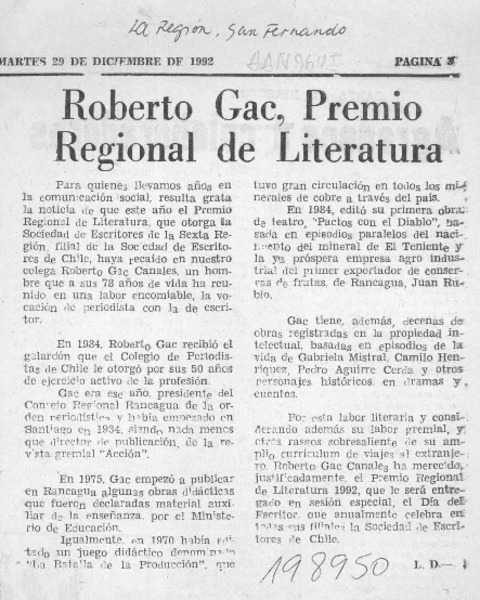 La Región, San Fernando
AAN9645
MARTES 29 DE DICIEMBRE DE 1992 PAGINA 3
Roberto Gac, Premio
Regional de Literatura
Para quienes llevamos años en
la comunicación social, resulta grata
la noticia de que este año el Premio
Regional de Literatura, que otorga la
Sociedad de Escritores de la Sexta Re-
gión, filial de la Sociedad de Escrito-
res de Chile, haya recaído en nuestro
colega Roberto Gac Canales, un hom-
bre que a sus 78 años de vida ha reu-
nido en una labor encomiable, la vo-
cación de periodista con la de escri-
tor.
En 1984, Roberto Gac recibió el
galardón que el Colegio de Periodis-
tas de Chile le otorgó por sus 50 años
de ejercicio activo de la profesión.
Gac era ese año, presidente del
Consejo Regional Rancagua de la or-
den periodística y había empezado en
Santiago en 1934, siendo nada menos
que director de publicación, de la re-
vista gremial "Acción".
En 1975, Gac empezó a publicar
en Rancagua algunas obras didácticas
que fueron declaradas material auxi-
liar de la enseñanza, por el Ministe-
rio de Educación.
Igualmente, en 1970 había edi-
tado un juego didáctico denominado
"La Batalla de la Producción", que
tuvo gran circulación en todos los mi-
nerales de cobre a través del país.
En 1984, editó su primera obra
de teatro, "Pactos con el Diablo", ba-
sada en episodios paralelos del naci-
miento del mineral de El Teniente y
la ya próspera empresa agro indus-
trial del primer exportador de conser-
vas de frutas, de Rancagua, Juan Ru-
bio.
Gac tiene, además, decenas de
obras registradas en la propiedad in-
telectual, basadas en episodios de la
vida de Gabriela Mistral, Camilo Hen-
ríquez, Pedro Aguirre Cerda y otros
personajes históricos, en dramas y
cuentos.
Por esta labor literaria y consi-
derando además su labor gremial, y
otros rasgos sobresaliente de su am-
plio currículum de viajes al extranje-
ro, Roberto Gac Canales ha merecido,
justificadamente, el Premio Regional
de Literatura 1992, que le será entre-
gado en sesión especial, el Día del
Escritor, que anualmente celebra en
todas sus filiales la Sociedad de Escri-
tores de Chile.
L. D.—
198950